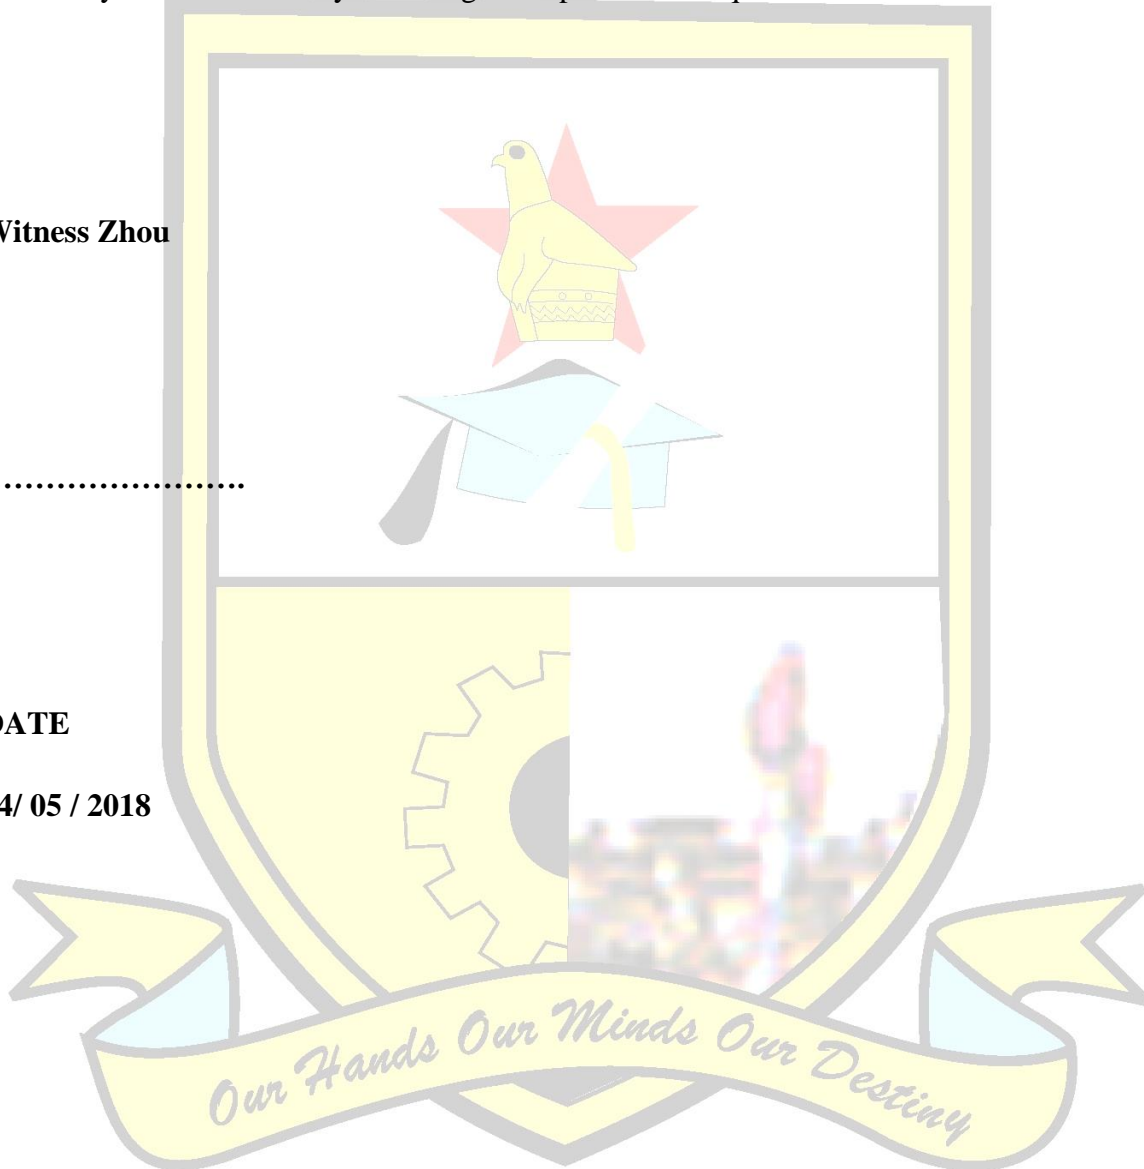 Witness Zhou
…………………….
DATE
4/ 05 / 2018
Our Hands Our Minds Our Destiny